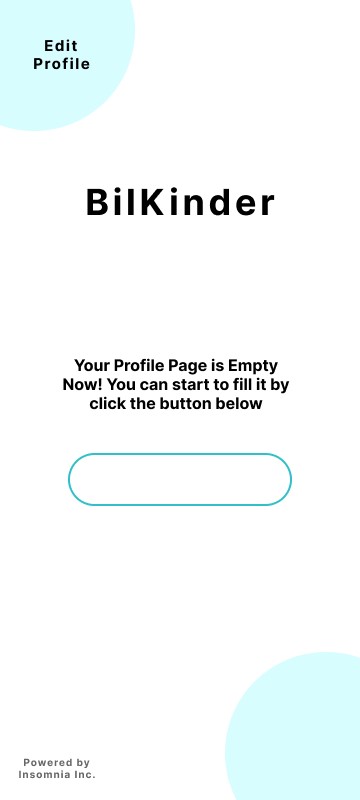 Edit
Profile
BilKinder
Your Profile Page is Empty
Now! You can start to fill it by
click the button below
Powered by
Insomnia Inc.